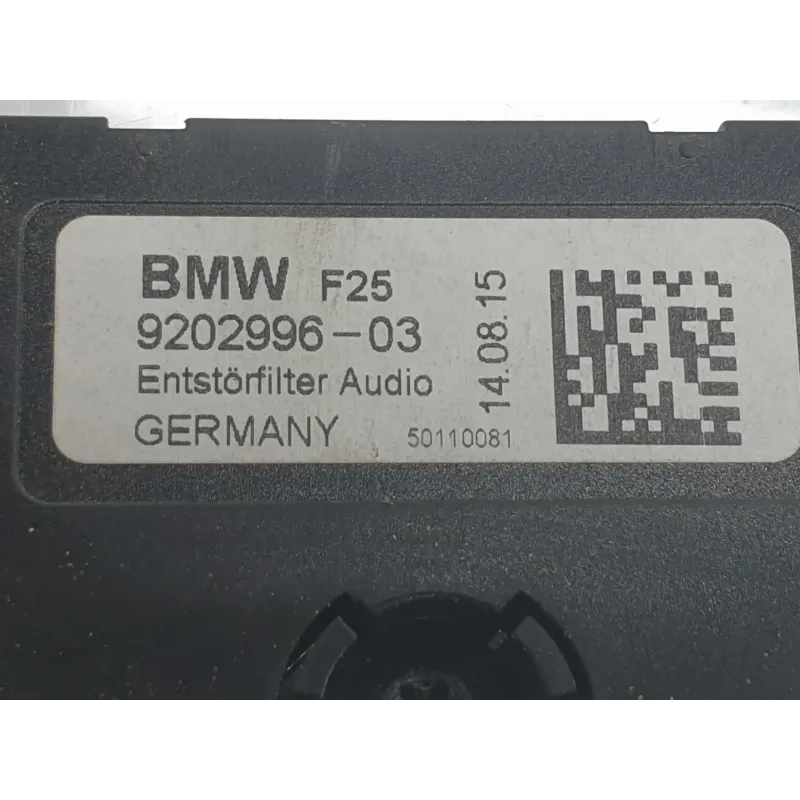 BMW F25
9202996-03
Entstörfilter Audio
GERMANY 50110081
14.08.15